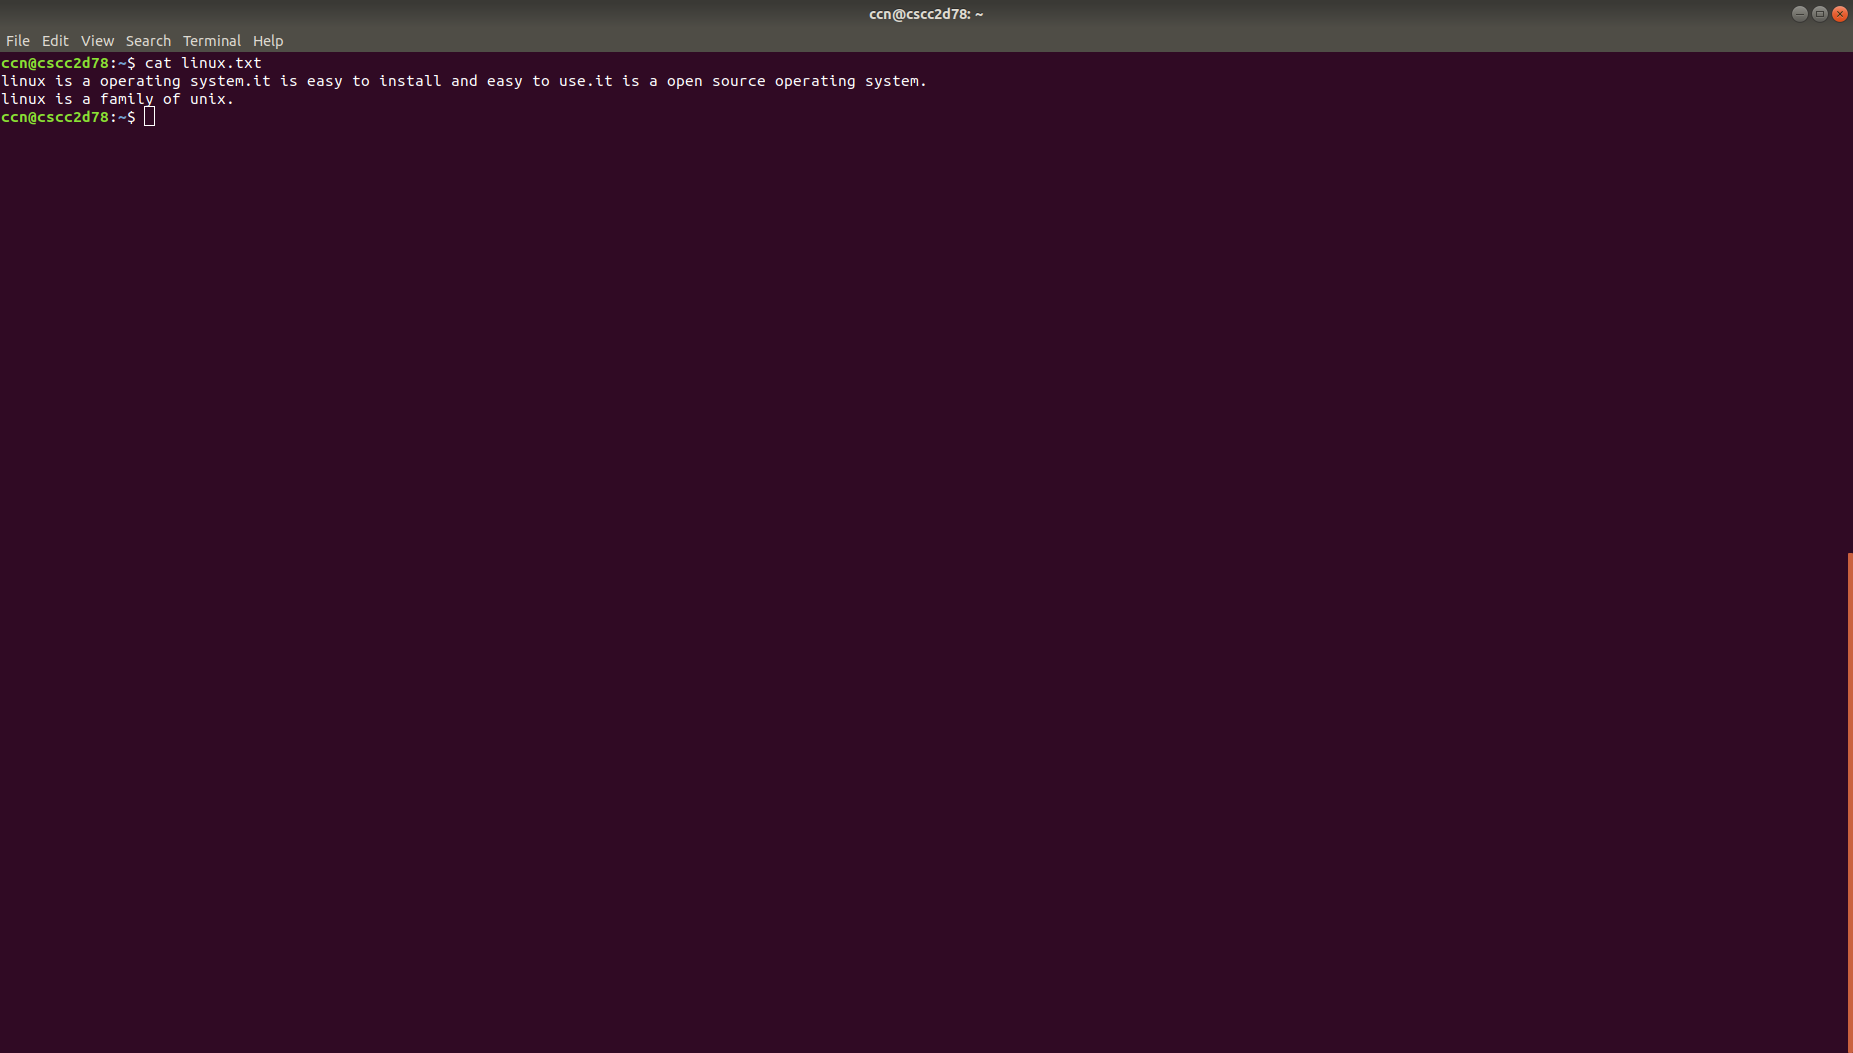 ccn@cscc2d78: ~
File Edit View Search Terminal Help
ccn@cscc2d78:~$ cat linux.txt
linux is a operating system.it is easy to install and easy to use.it is a open source operating system.
linux is a family of unix.
ccn@cscc2d78:~$